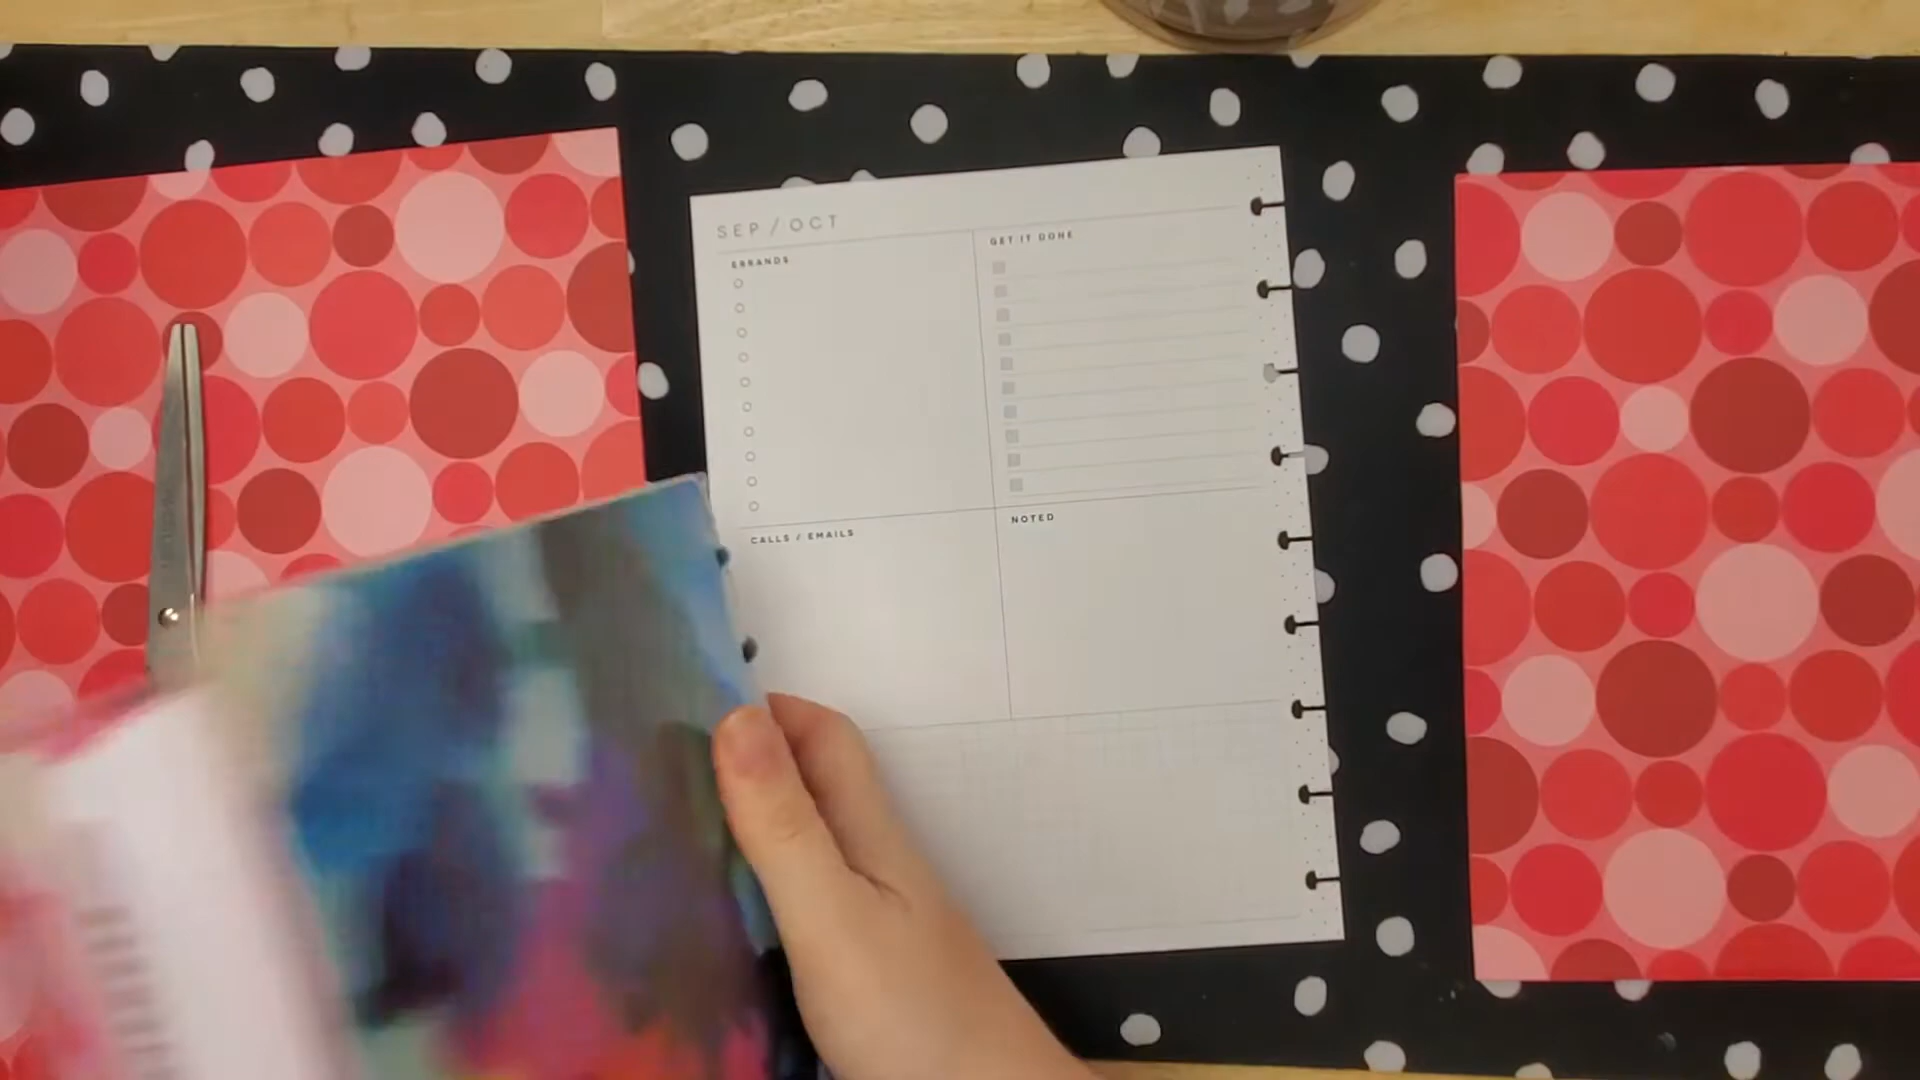 SEP/OCT
ERRANDS
GET IT DONE
CALLS / EMAILS
NOTED